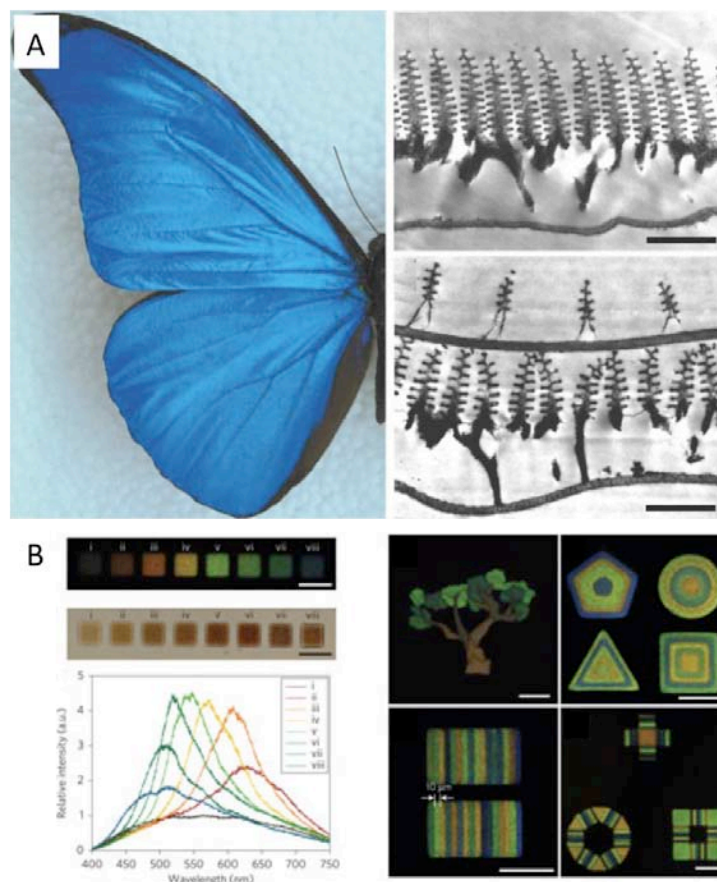 A
B
i ii iii iv v vi vii viii
i ii iii iv v vi vii viii
5
4
3
2
1
0
Relative intensity (a.u.)
i
ii
iii
iv
v
vi
vii
viii
400 450 500 550 600 650 700 750
Wavelength (nm)
10 μm